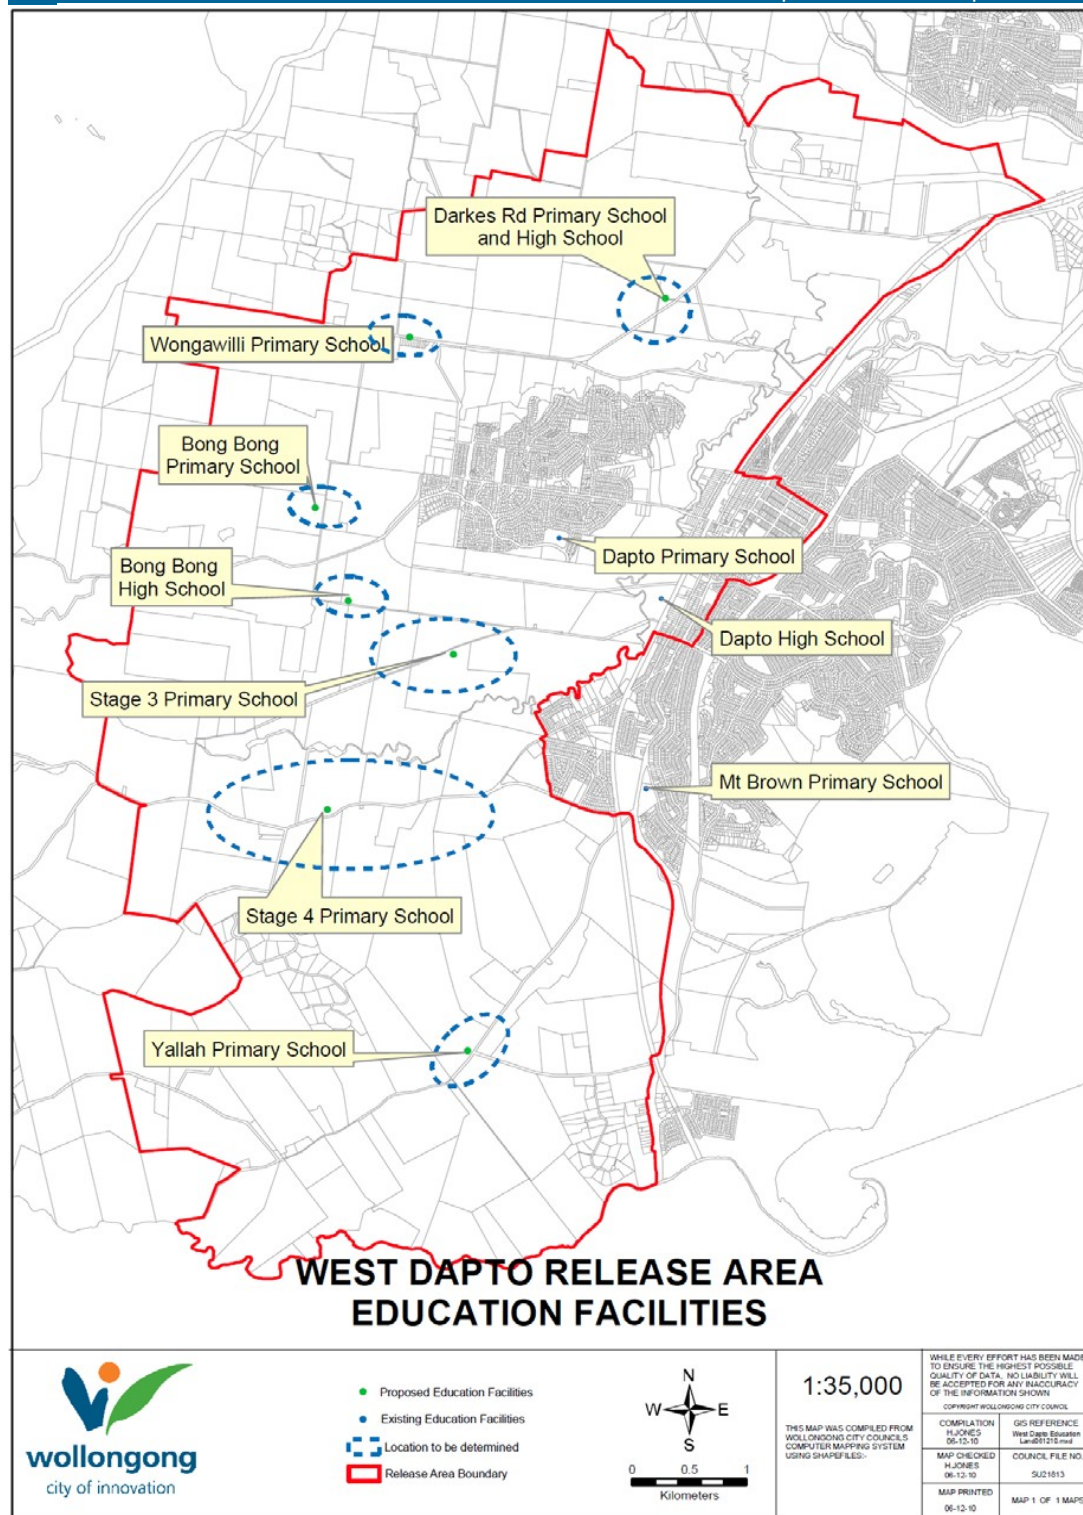 Darkes Rd Primary School
and High School
Wongawilli Primary School
Bong Bong
Primary School
Dapto Primary School
Bong Bong
High School
Dapto High School
Stage 3 Primary School
Mt Brown Primary School
Stage 4 Primary School
Yallah Primary School
WEST DAPTO RELEASE AREA
EDUCATION FACILITIES
wollongong
city of innovation
Proposed Education Facilities
Existing Education Facilities
Location to be determined
Release Area Boundary
N
W E
S
0 0.5 1
Kilometers
1:35,000
THIS MAP WAS COMPILED FROM
WOLLONGONG CITY COUNCILS
COMPUTER MAPPING SYSTEM
USING SHAPEFILES:-
WHILE EVERY EFFORT HAS BEEN MADE
TO ENSURE THE HIGHEST POSSIBLE
QUALITY OF DATA, NO LIABILITY WILL
BE ACCEPTED FOR ANY INACCURACY
OF THE INFORMATION SHOWN
COPYRIGHT WOLLONGONG CITY COUNCIL
COMPILATION
H.JONES
06-12-10
GIS REFERENCE
West Dapto Education
Land061210.mxd
MAP CHECKED
H.JONES
06-12-10
COUNCIL FILE NO.
SU21813
MAP PRINTED
06-12-10
MAP 1 OF 1 MAPS